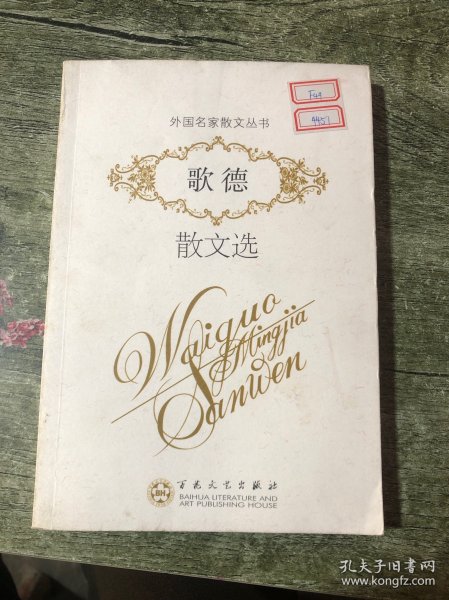 外国名家散文丛书
4451
歌德
散文选
Waiguo
Mingjia
Sanwen
BH
百花文艺出版社
BAIHUA LITERATURE AND
ART PUBLISHING HOUSE
孔夫子旧书网
www.kongfz.com